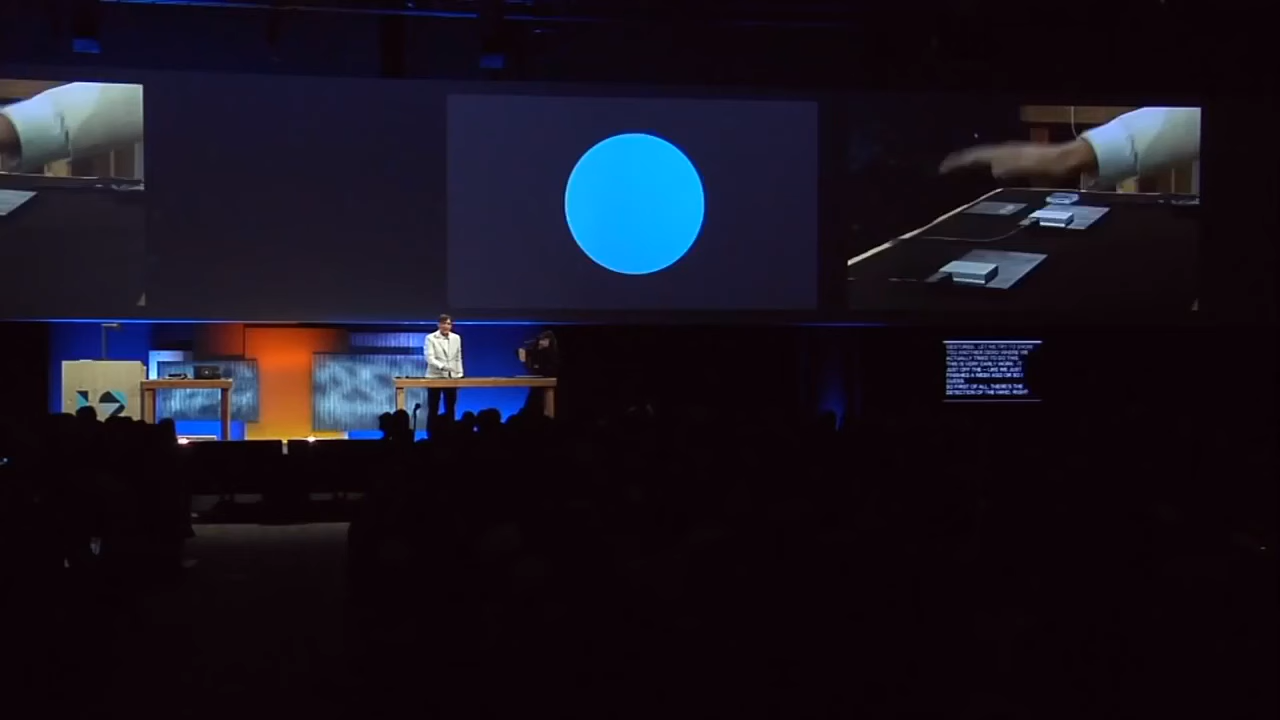 GESTURES. LET ME TRY TO SHOW
YOU ANOTHER DEMO WHERE WE
ACTUALLY TRIED TO DO THIS.
THIS IS VERY EARLY WORK. IT
JUST OFF THE -- LIKE WE JUST
FINISHED A WEEK AGO OR SO I
GUESS.
SO FIRST OF ALL, THERE'S THE
DETECTION OF THE HAND, RIGHT